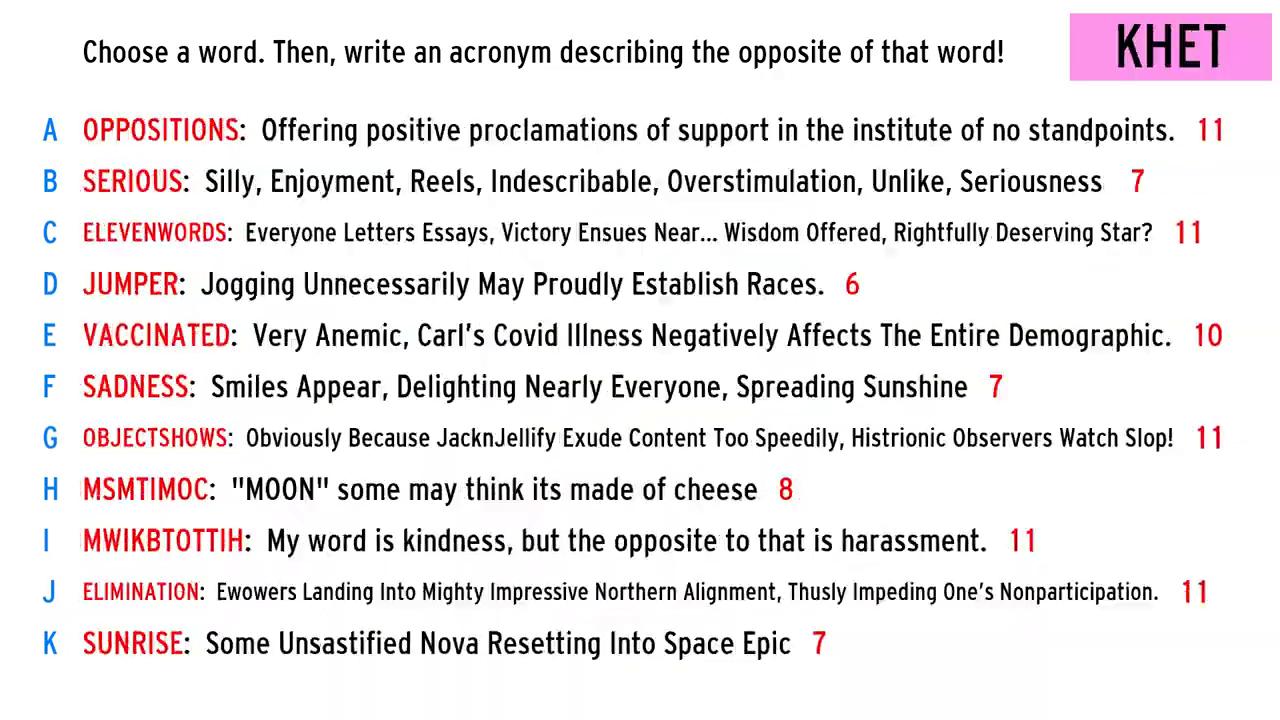 Choose a word. Then, write an acronym describing the opposite of that word!
KHET
A OPPOSITIONS: Offering positive proclamations of support in the institute of no standpoints. 11
B SERIOUS: Silly, Enjoyment, Reels, Indescribable, Overstimulation, Unlike, Seriousness 7
C ELEVENWORDS: Everyone Letters Essays, Victory Ensues Near... Wisdom Offered, Rightfully Deserving Star? 11
D JUMPER: Jogging Unnecessarily May Proudly Establish Races. 6
E VACCINATED: Very Anemic, Carl's Covid Illness Negatively Affects The Entire Demographic. 10
F SADNESS: Smiles Appear, Delighting Nearly Everyone, Spreading Sunshine 7
G OBJECTSHOWS: Obviously Because JacknJellify Exude Content Too Speedily, Histrionic Observers Watch Slop! 11
H MSMTIMOC: "MOON" some may think its made of cheese 8
I MWIKBTOTTIH: My word is kindness, but the opposite to that is harassment. 11
J ELIMINATION: Ewowers Landing Into Mighty Impressive Northern Alignment, Thusly Impeding One's Nonparticipation. 11
K SUNRISE: Some Unsastified Nova Resetting Into Space Epic 7